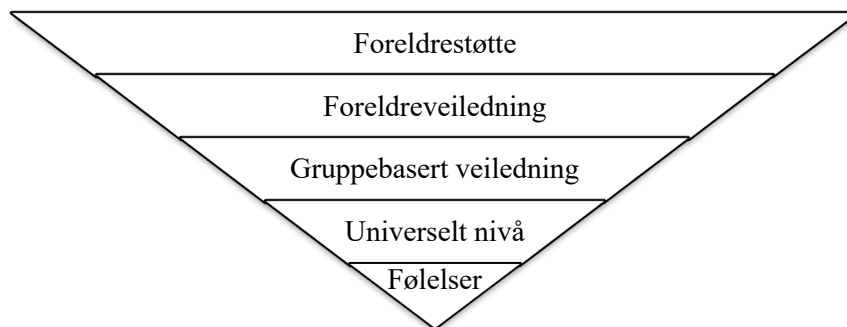 Foreldrestøtte
Foreldreveiledning
Gruppebasert veiledning
Universelt nivå
Følelser